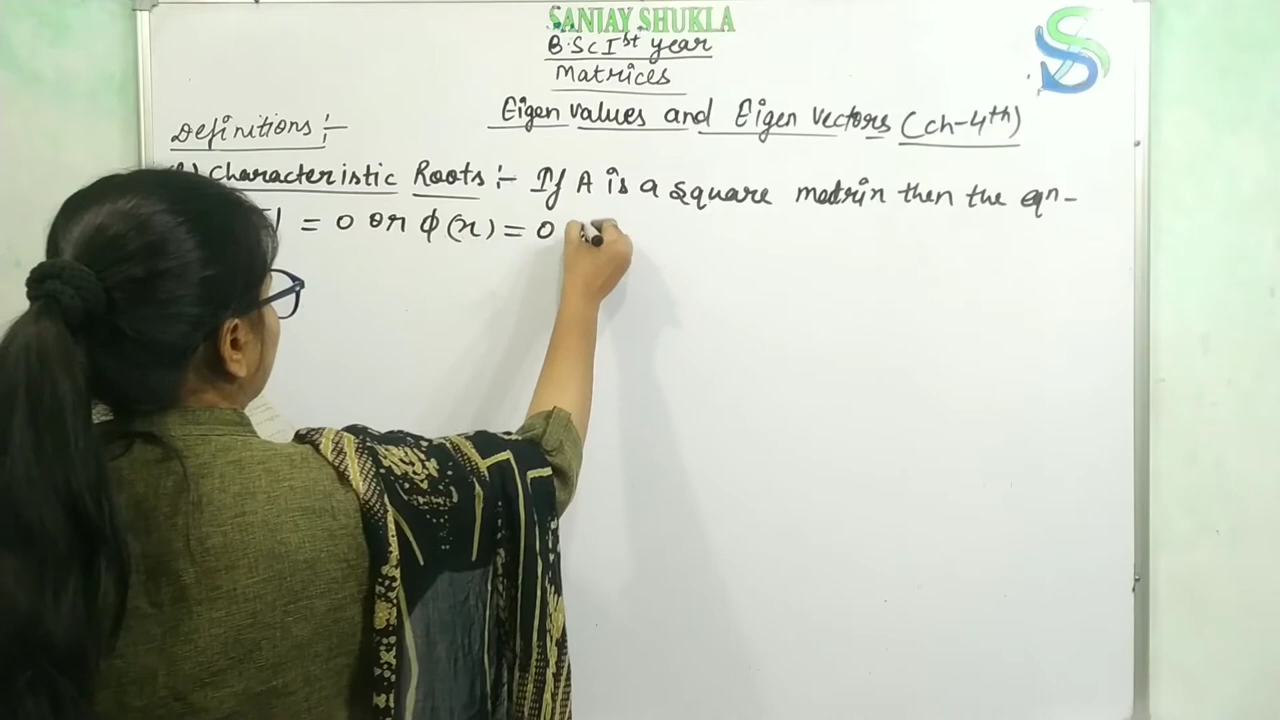 SANJAY SHUKLA
B.Sc Ist year
Matrices
Eigen values and Eigen vectors (ch-4th)
Definitions :-
Characteristic Roots :- If A is a square matrix then the eqn-
= 0 or φ(x) = 0